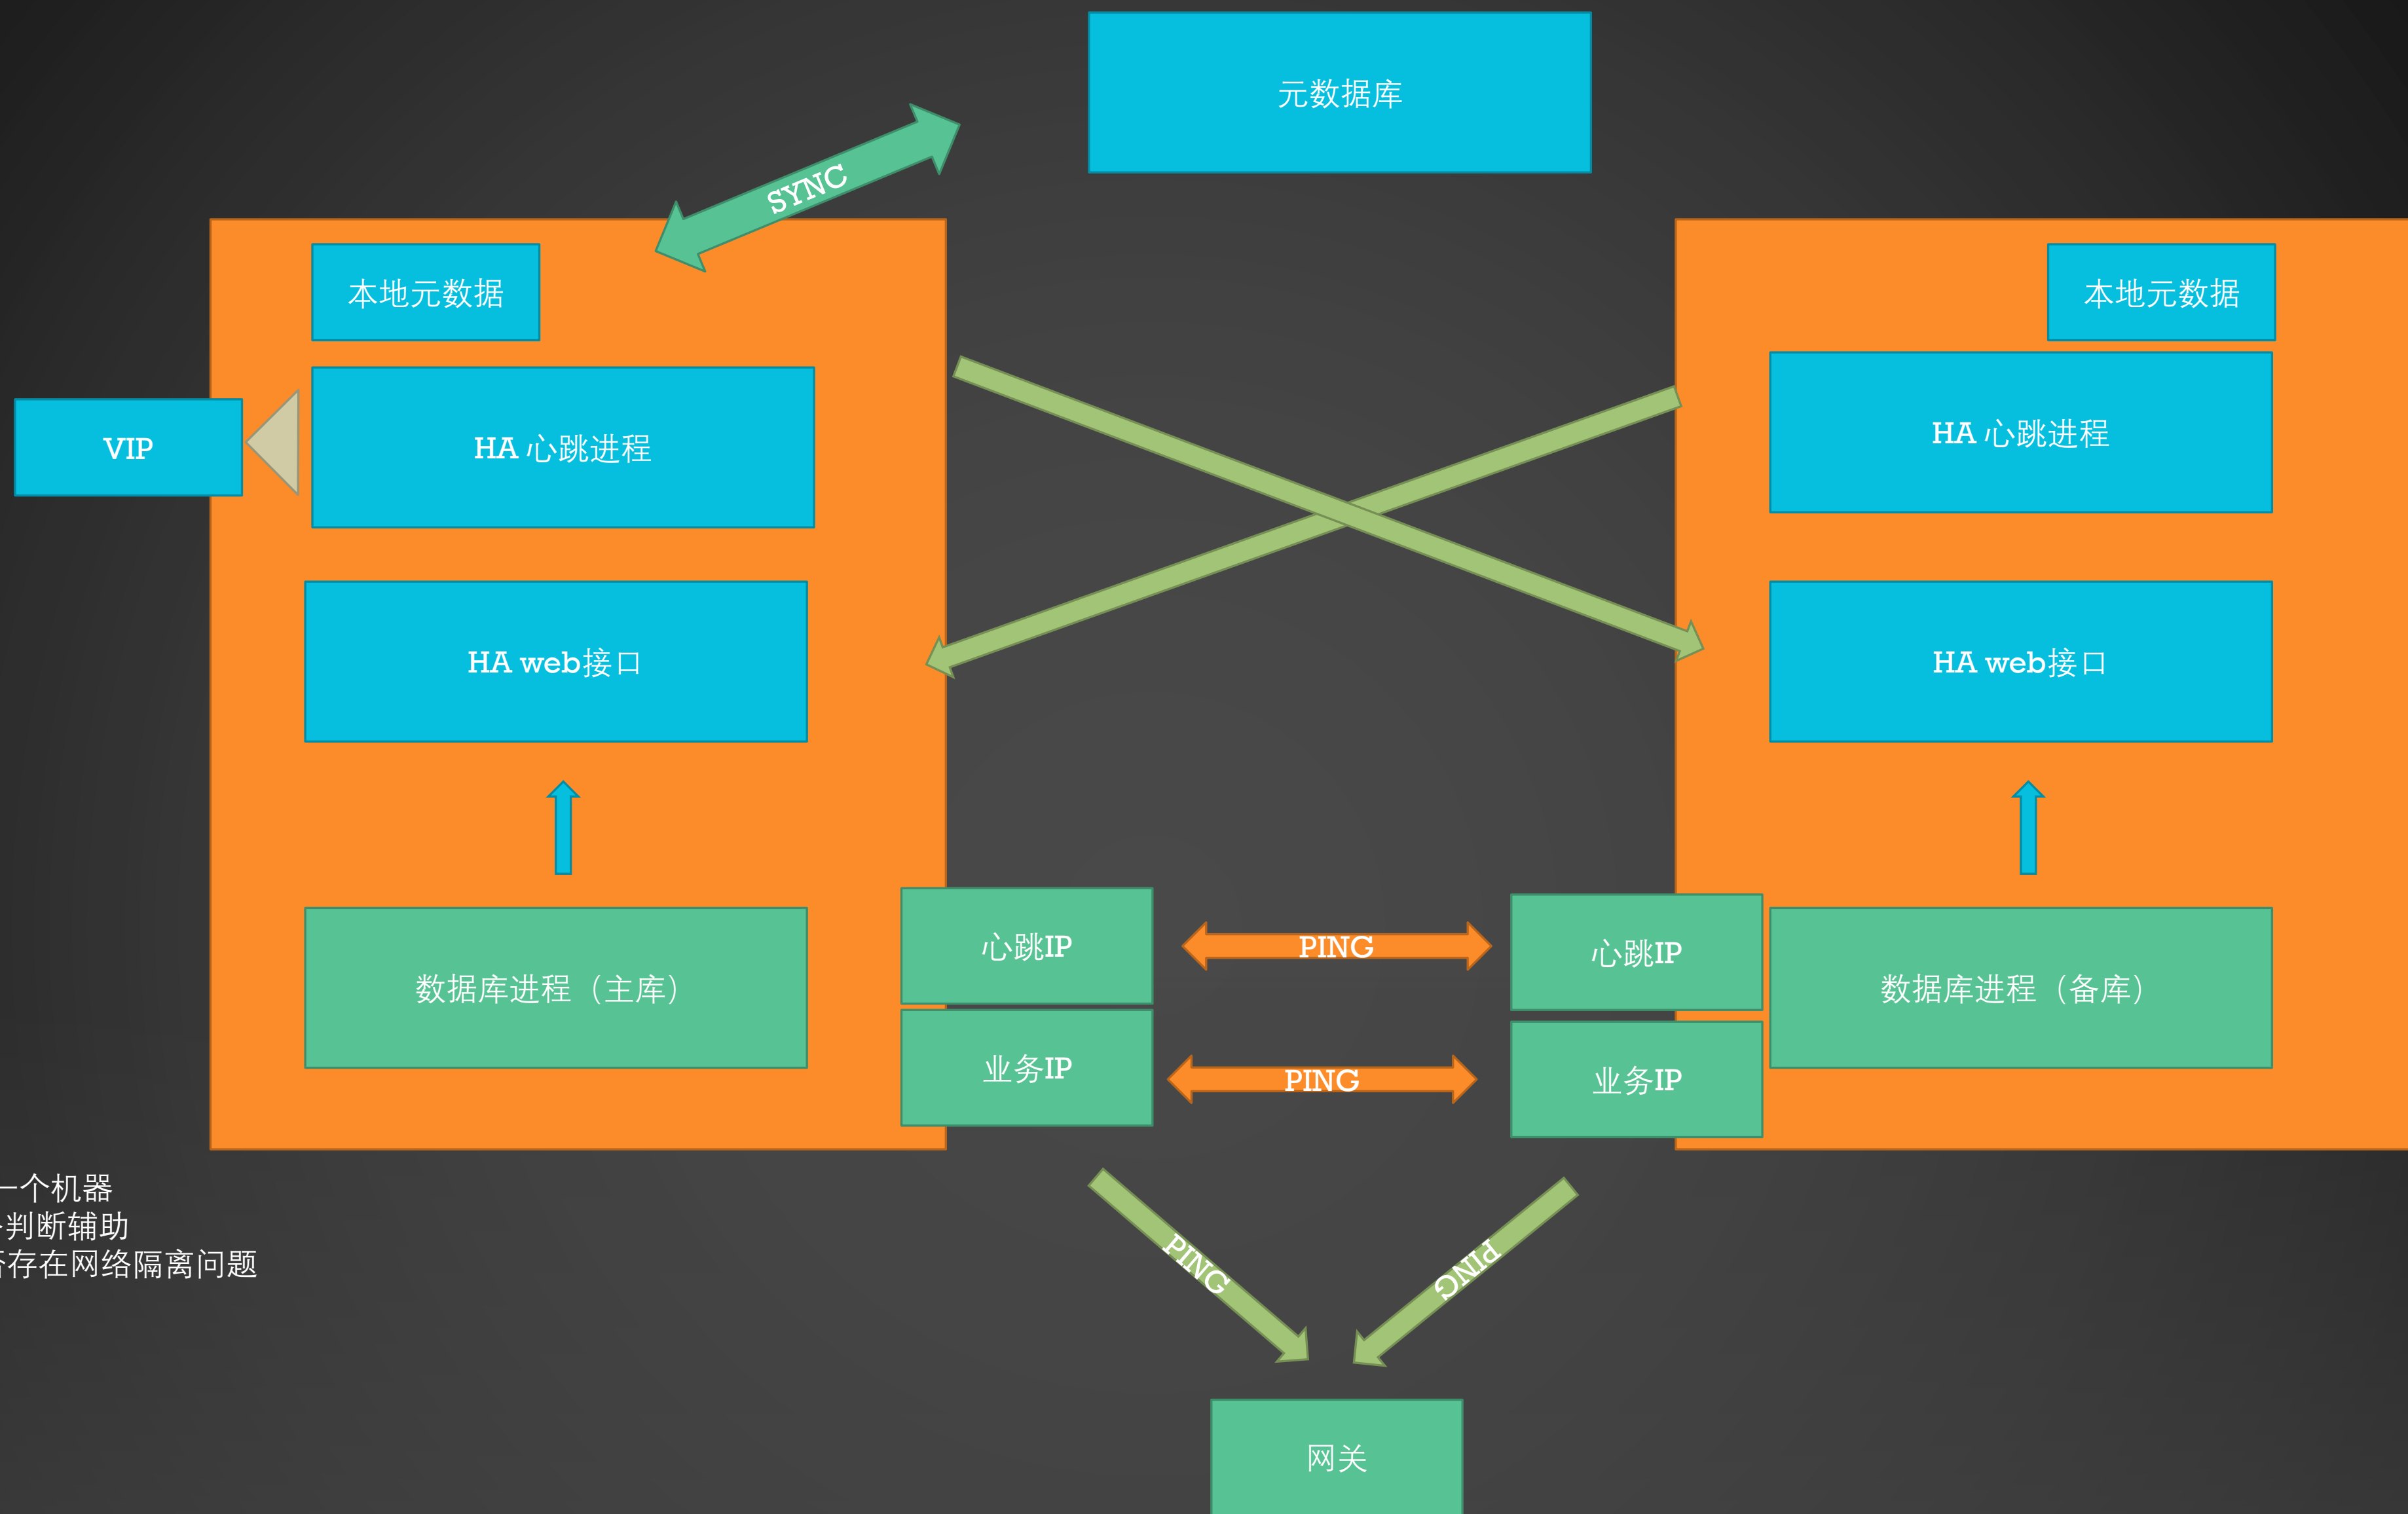 元数据库
SYNC
本地元数据
本地元数据
VIP
HA 心跳进程
HA 心跳进程
HA web接口
HA web接口
心跳IP
PING
心跳IP
数据库进程（主库）
数据库进程（备库）
业务IP
PING
业务IP
一个机器
判断辅助
存在网络隔离问题
PING
PING
网关